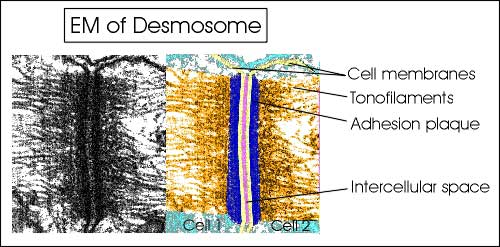 EM of Desmosome
Cell membranes
Tonofilaments
Adhesion plaque
Intercellular space
Cell 1 Cell 2